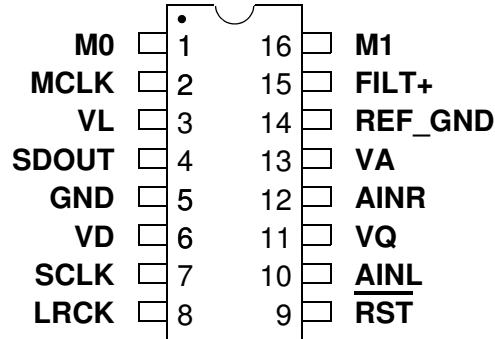 M0 1 16 M1
MCLK 2 15 FILT+
VL 3 14 REF_GND
SDOUT 4 13 VA
GND 5 12 AINR
VD 6 11 VQ
SCLK 7 10 AINL
LRCK 8 9 R̅S̅T̅